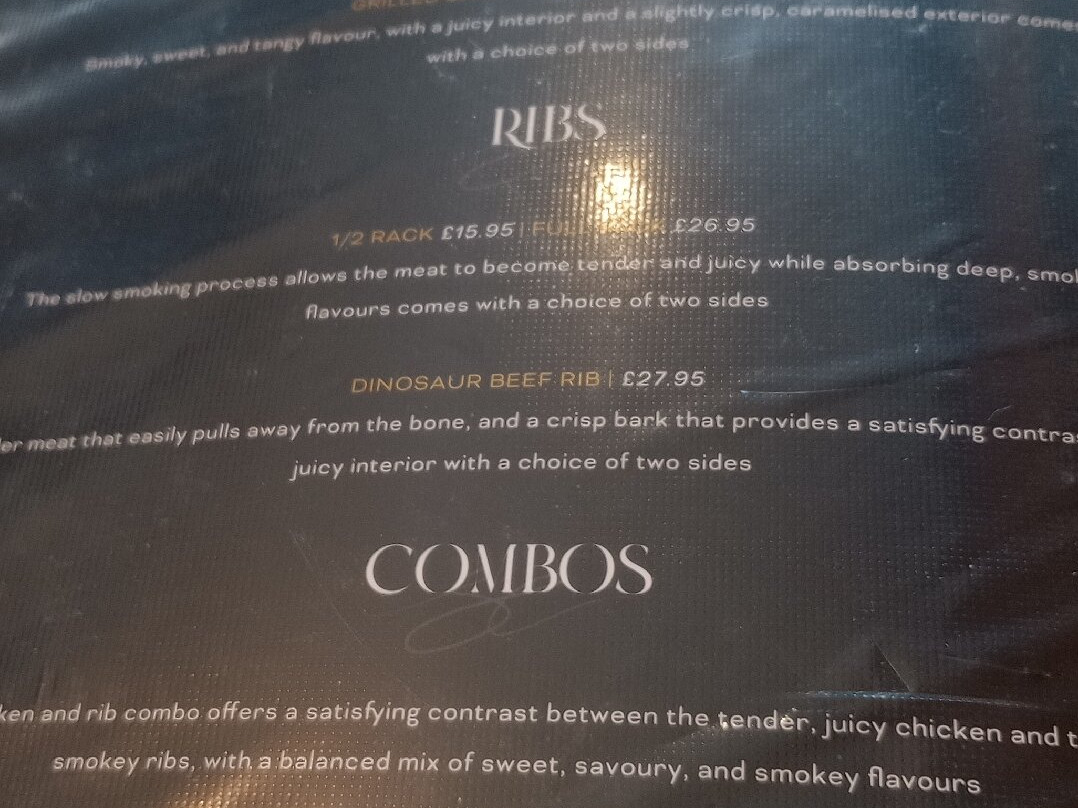 Smoky, sweet, and tangy flavour, with a juicy interior and a slightly crisp, caramelised exterior comes
with a choice of two sides
RIBS
1/2 RACK £15.95 | FULL RACK £26.95
The slow smoking process allows the meat to become tender and juicy while absorbing deep,
flavours comes with a choice of two sides
DINOSAUR BEEF RIB | £27.95
meat that easily pulls away from the bone, and a crisp bark that provides a satisfying
juicy interior with a choice of two sides
COMBOS
and rib combo offers a satisfying contrast between the tender, juicy chicken and
smokey ribs, with a balanced mix of sweet, savoury, and smokey flavours